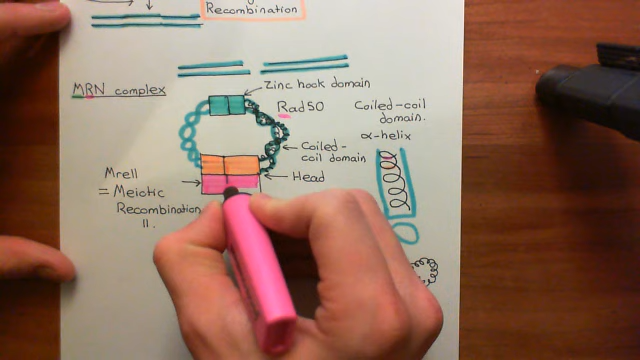 Recombination
MRN complex
Zinc hook domain
Rad50
Coiled-coil
domain.
α-helix
Coiled-
coil domain
Head
Mre11
= Meiotic
Recombination
11.